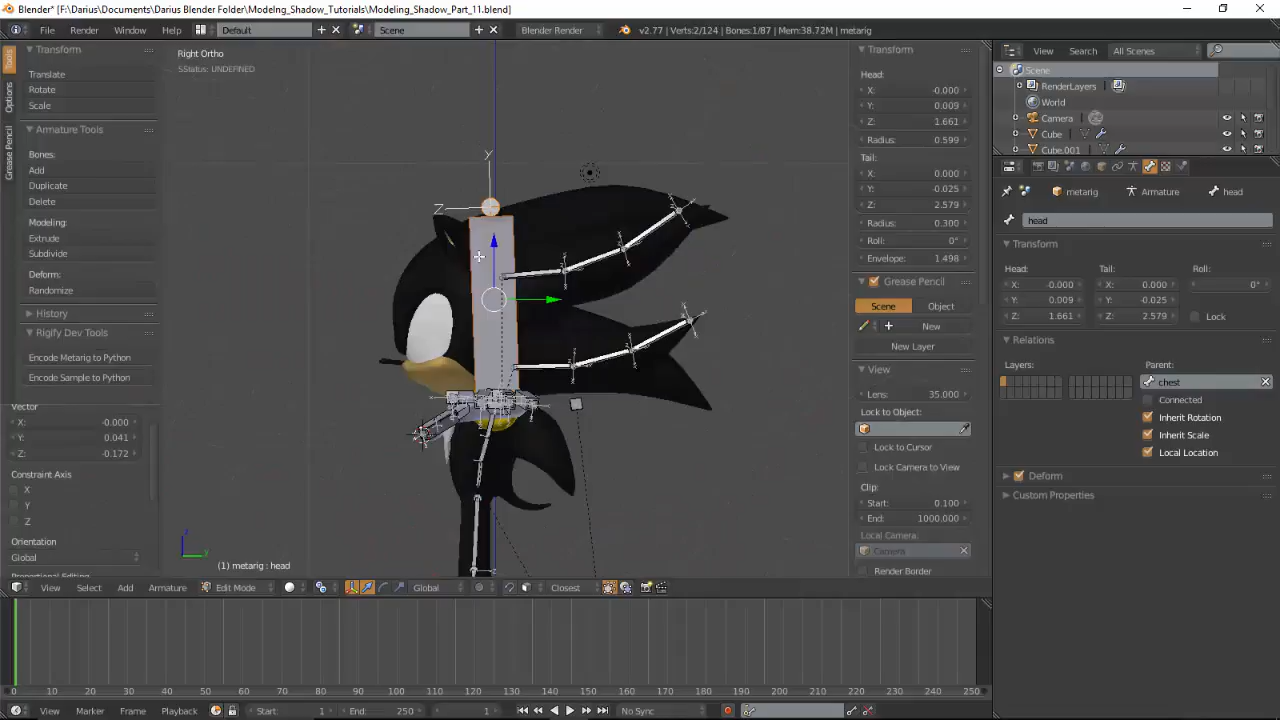 Blender* [F:\Darius\Documents\Darius Blender Folder\Modelng_Shadow_Tutorials\Modeling_Shadow_Part_11.blend]
File Render Window Help Default Scene Blender Render v2.77 | Verts:2/124 | Bones:1/87 | Mem:38.72M | metarig
View Search All Scenes
Tools
Options
Grease Pencil
Transform
Translate
Rotate
Scale
Armature Tools
Bones:
Add
Duplicate
Delete
Modeling:
Extrude
Subdivide
Deform:
Randomize
History
Rigify Dev Tools
Encode Metarig to Python
Encode Sample to Python
Vector
X: -0.000
Y: 0.041
Z: -0.172
Constraint Axis
X
Y
Z
Orientation
Global
Right Ortho
SStatus: UNDEFINED
Y
Z
(1) metarig : head
Transform
Head:
X: -0.000
Y: 0.009
Z: 1.661
Radius: 0.599
Tail:
X: 0.000
Y: -0.025
Z: 2.579
Radius: 0.300
Roll: 0°
Envelope: 1.498
Grease Pencil
Scene Object
New
New Layer
View
Lens: 35.000
Lock to Object:
Lock to Cursor
Lock Camera to View
Clip:
Start: 0.100
End: 1000.000
Local Camera:
Camera
Render Border
Scene
RenderLayers
World
Camera
Cube
Cube.001
metarig Armature head
head
Transform
Head: Tail: Roll:
X: -0.000 X: 0.000 0°
Y: 0.009 Y: -0.025
Z: 1.661 Z: 2.579 Lock
Relations
Layers: Parent:
chest
Connected
Inherit Rotation
Inherit Scale
Local Location
Deform
Custom Properties
View Select Add Armature Edit Mode Global Closest
0 10 20 30 40 50 60 70 80 90 100 110 120 130 140 150 160 170 180 190 200 210 220 230 240 250
View Marker Frame Playback Start: 1 End: 250 1 No Sync